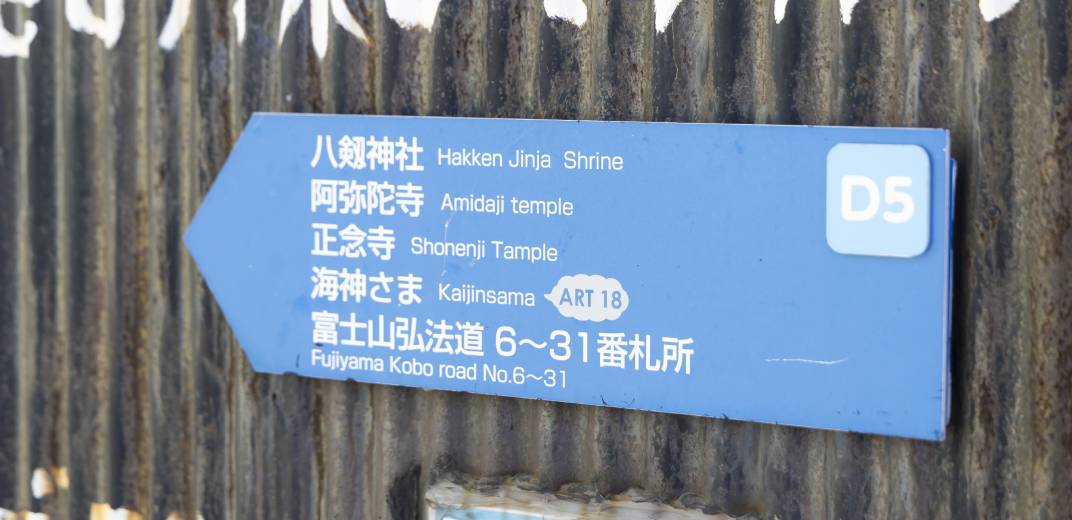 八剱神社 Hakken Jinja Shrine
D5
阿弥陀寺 Amidaji temple
正念寺 Shonenji Tample
海神さま Kaijinsama ART 18
富士山弘法道 6〜31番札所
Fujiyama Kobo road No.6〜31